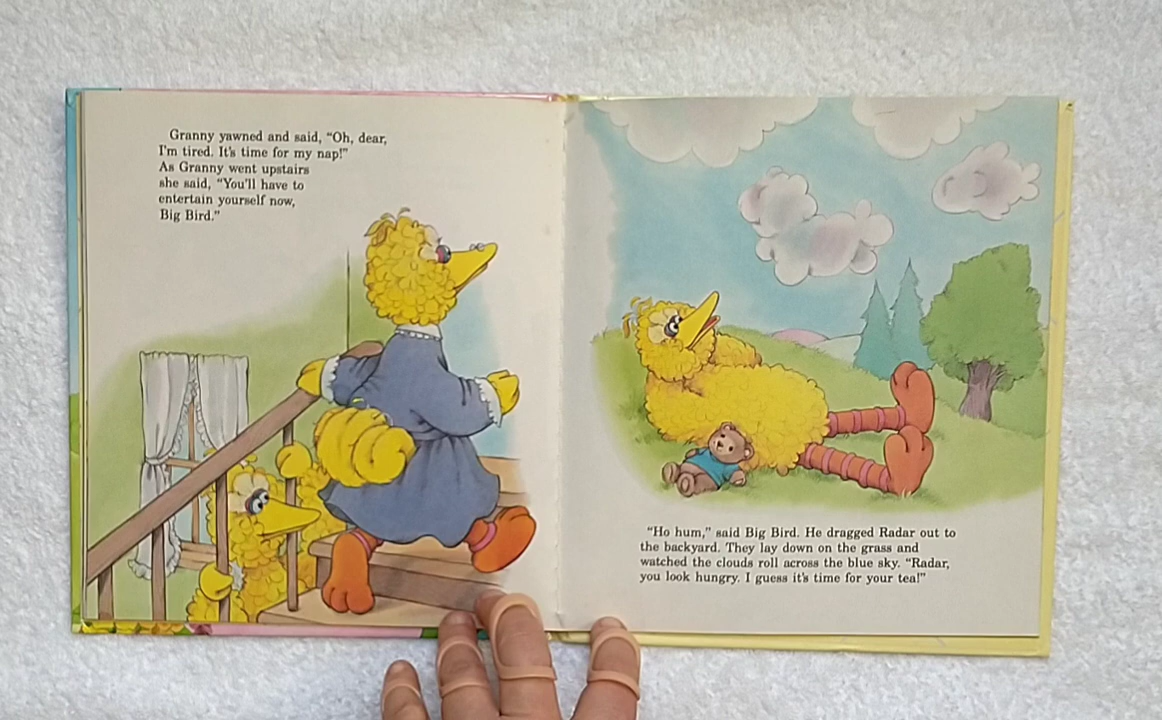 Granny yawned and said, “Oh, dear,
I'm tired. It's time for my nap!”
As Granny went upstairs
she said, “You'll have to
entertain yourself now,
Big Bird.”
“Ho hum,” said Big Bird. He dragged Radar out to
the backyard. They lay down on the grass and
watched the clouds roll across the blue sky. “Radar,
you look hungry. I guess it's time for your tea!”